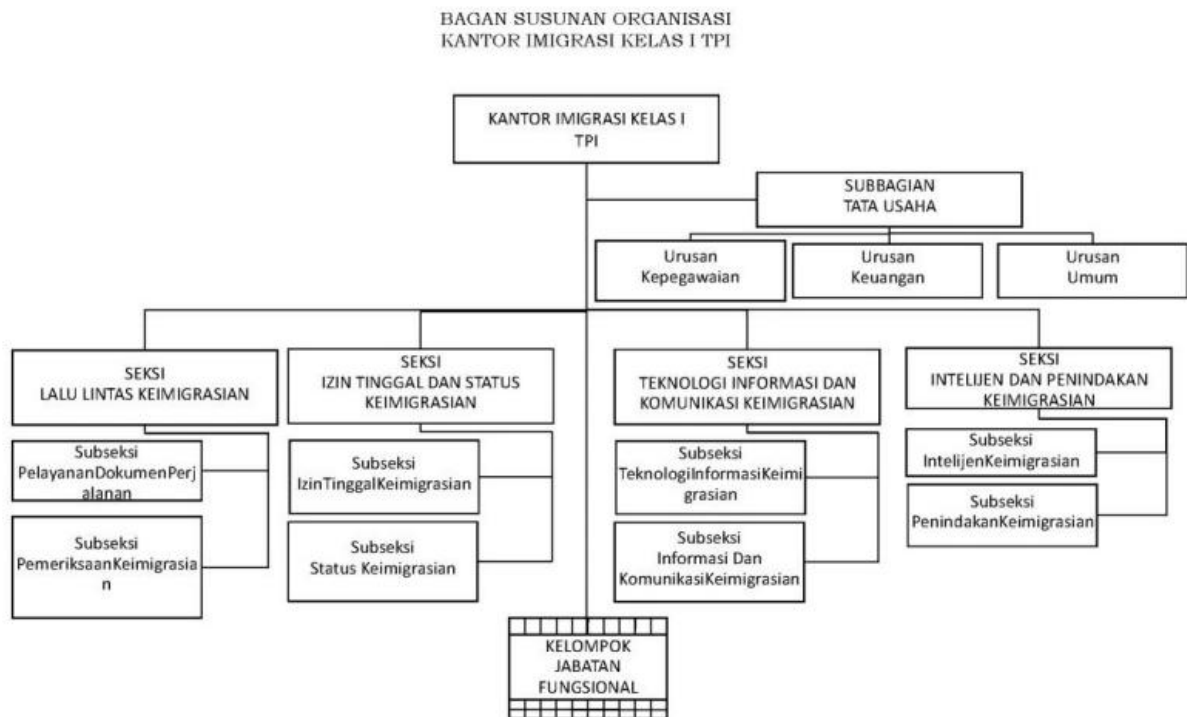 BAGAN SUSUNAN ORGANISASI
KANTOR IMIGRASI KELAS I TPI
KANTOR IMIGRASI KELAS I
TPI
SUBBAGIAN
TATA USAHA
Urusan
Kepegawaian
Urusan
Keuangan
Urusan
Umum
SEKSI
LALU LINTAS KEIMIGRASIAN
SEKSI
IZIN TINGGAL DAN STATUS
KEIMIGRASIAN
SEKSI
TEKNOLOGI INFORMASI DAN
KOMUNIKASI KEIMIGRASIAN
SEKSI
INTELIJEN DAN PENINDAKAN
KEIMIGRASIAN
Subseksi
PelayananDokumenPerj
alanan
Subseksi
IzinTinggalKeimigrasian
Subseksi
TeknologiInformasiKeimi
grasian
Subseksi
IntelijenKeimigrasian
Subseksi
PemeriksaanKeimigrasia
n
Subseksi
Status Keimigrasian
Subseksi
Informasi Dan
KomunikasiKeimigrasian
Subseksi
PenindakanKeimigrasian
KELOMPOK
JABATAN
FUNGSIONAL